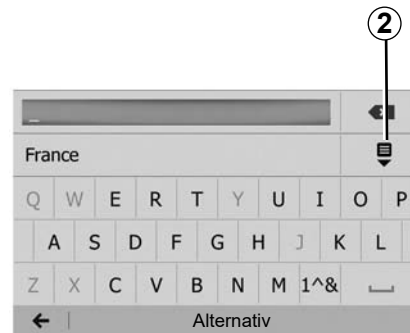 2
_
France
Q W E R T Y U I O P
A S D F G H J K L
Z X C V B N M 1^&
Alternativ